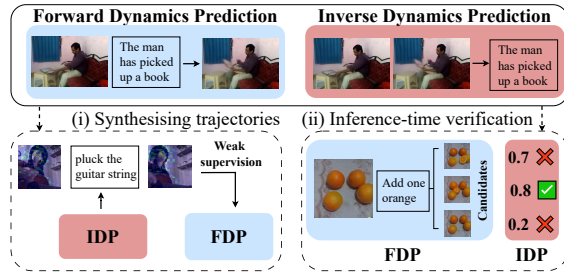 Forward Dynamics Prediction
The man
has picked
up a book
Inverse Dynamics Prediction
The man
has picked
up a book
(i) Synthesising trajectories
pluck the
guitar string
Weak
supervision
IDP
FDP
(ii) Inference-time verification
Add one
orange
Candidates
0.7
0.8
0.2
FDP
IDP